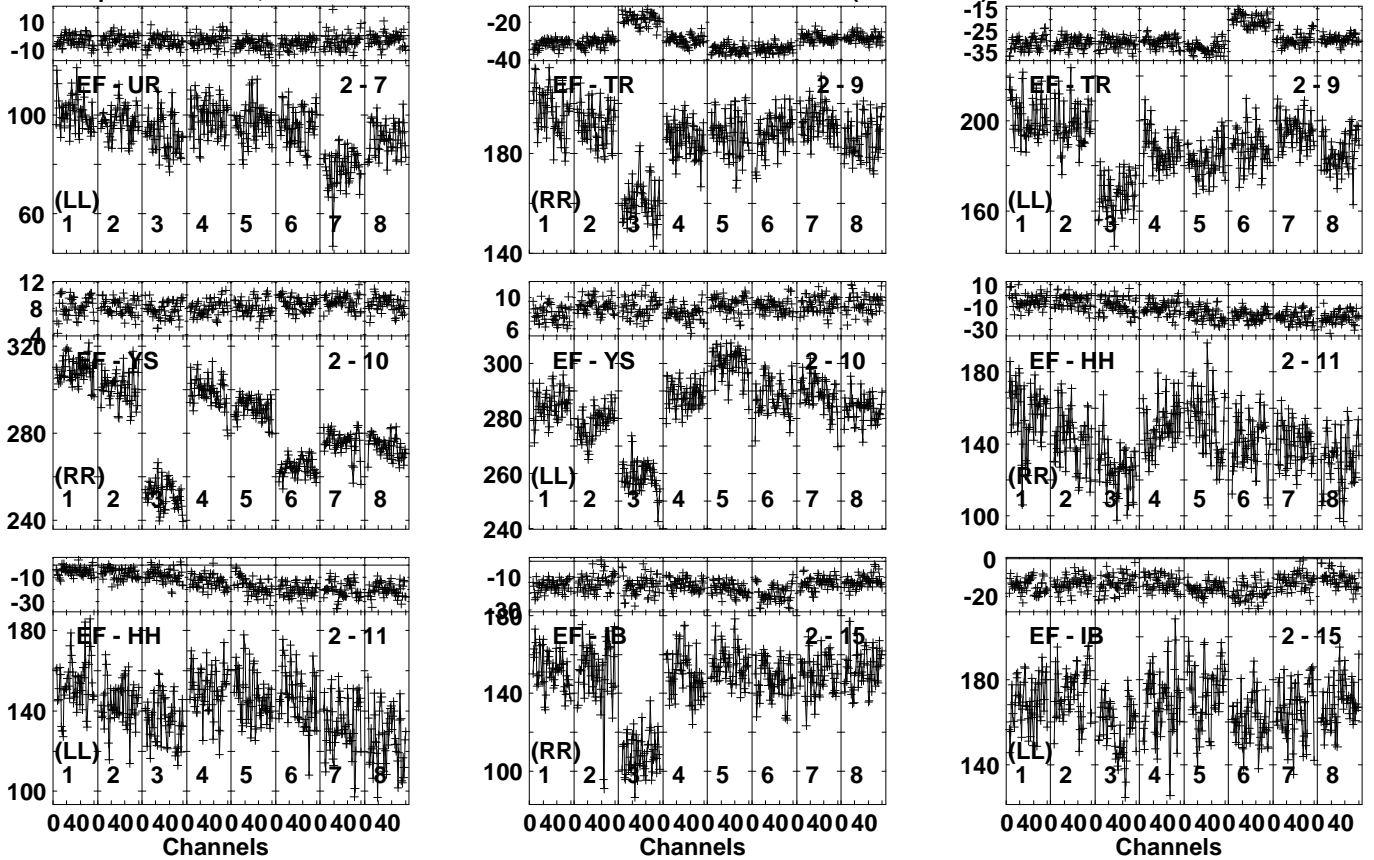 10
-10
EF - UR 2 - 7
100
60
(LL)
1 2 3 4 5 6 7 8
-20
-40
EF - TR 2 - 9
180
140
(RR)
1 2 3 4 5 6 7 8
-15
-25
-35
EF - TR 2 - 9
200
160
(LL)
1 2 3 4 5 6 7 8
12
8
4
320
EF - YS 2 - 10
280
240
(RR)
1 2 3 4 5 6 7 8
10
6
300
EF - YS 2 - 10
280
260
240
(LL)
1 2 3 4 5 6 7 8
10
-10
-30
180
EF - HH 2 - 11
140
100
(RR)
1 2 3 4 5 6 7 8
-10
-30
180
EF - HH 2 - 11
140
100
(LL)
1 2 3 4 5 6 7 8
0 40 0 40 0 40 0 40 0 40 0 40 0 40 0 40
Channels
-10
-30
180
EF - IB 2 - 15
140
100
(RR)
1 2 3 4 5 6 7 8
0 40 0 40 0 40 0 40 0 40 0 40 0 40 0 40
Channels
0
-20
EF - IB 2 - 15
180
140
(LL)
1 2 3 4 5 6 7 8
0 40 0 40 0 40 0 40 0 40 0 40 0 40 0 40
Channels